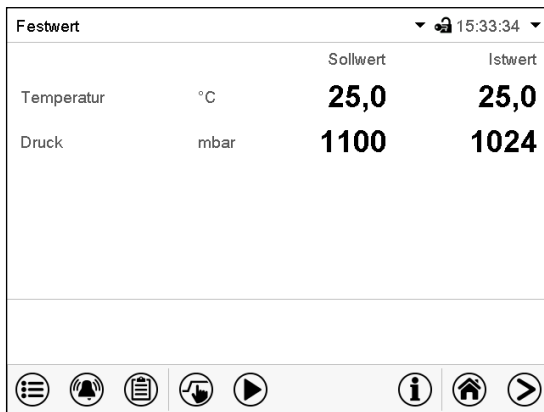 Festwert 15:33:34
Sollwert Istwert
Temperatur °C 25,0 25,0
Druck mbar 1100 1024